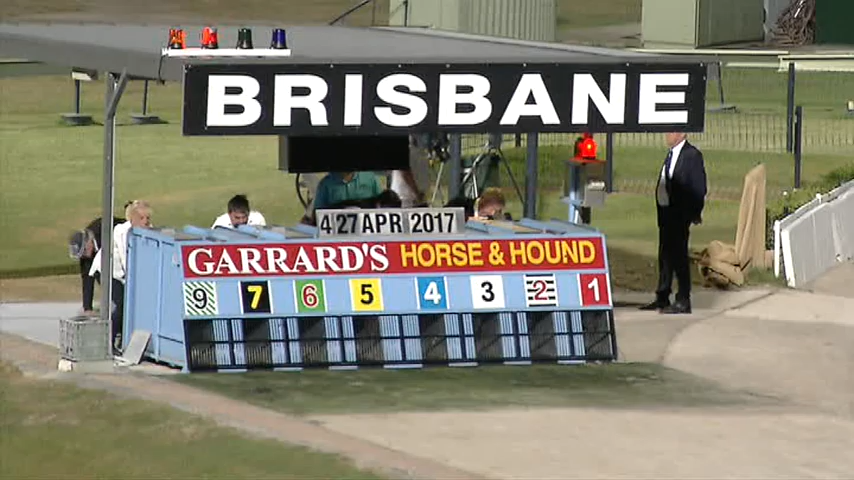 BRISBANE
4 27 APR 2017
GARRARD'S HORSE & HOUND
9 7 6 5 4 3 2 1